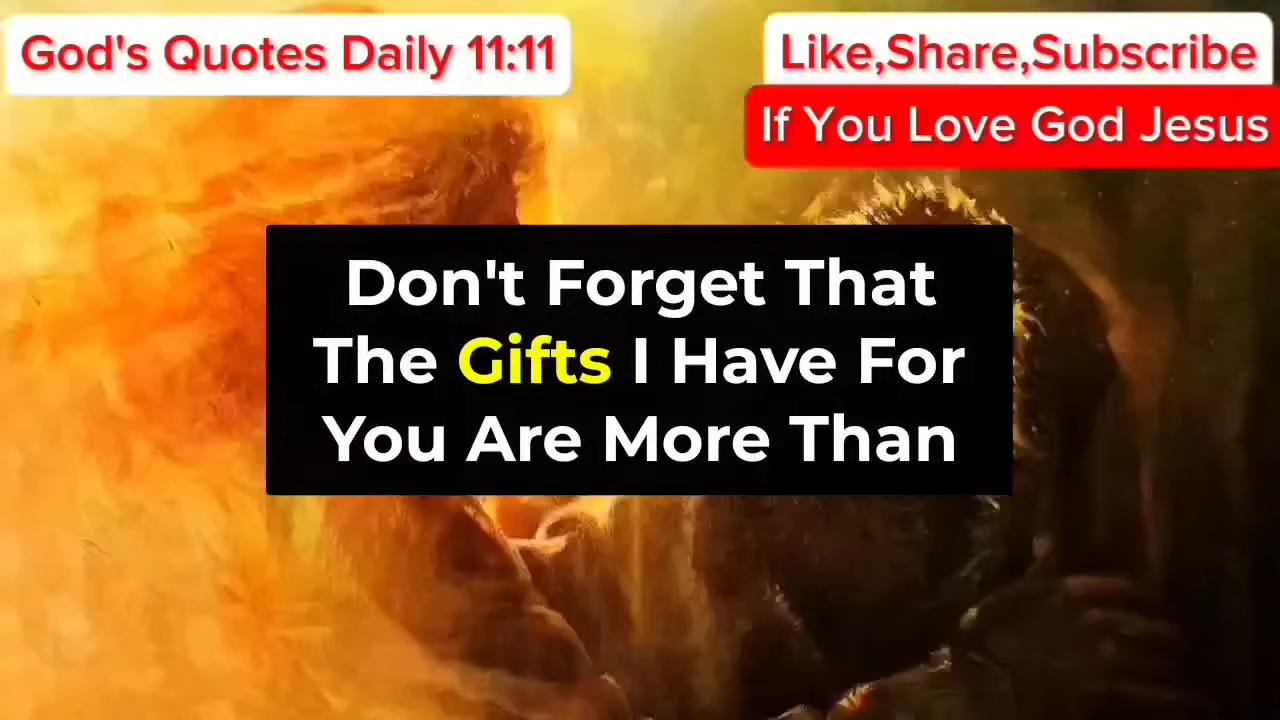 God's Quotes Daily 11:11
Like,Share,Subscribe
If You Love God Jesus
Don't Forget That
The Gifts I Have For
You Are More Than